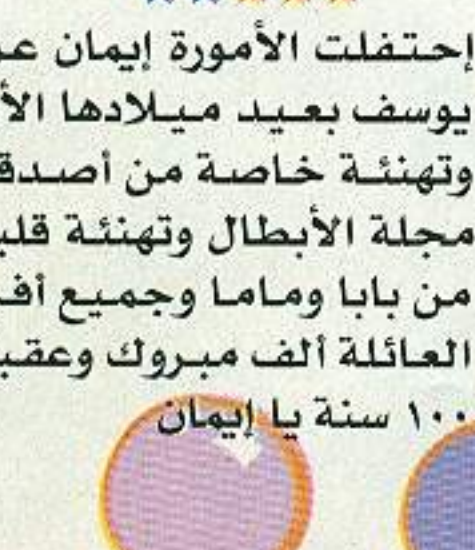 إحتفلت الأمورة إيمان
يوسف بعيد ميلادها
وتهنئة خاصة من
مجلة الأبطال وتهنئة
من بابا وماما وجميع
العائلة ألف مبروك
١٠٠ سنة يا إيمان